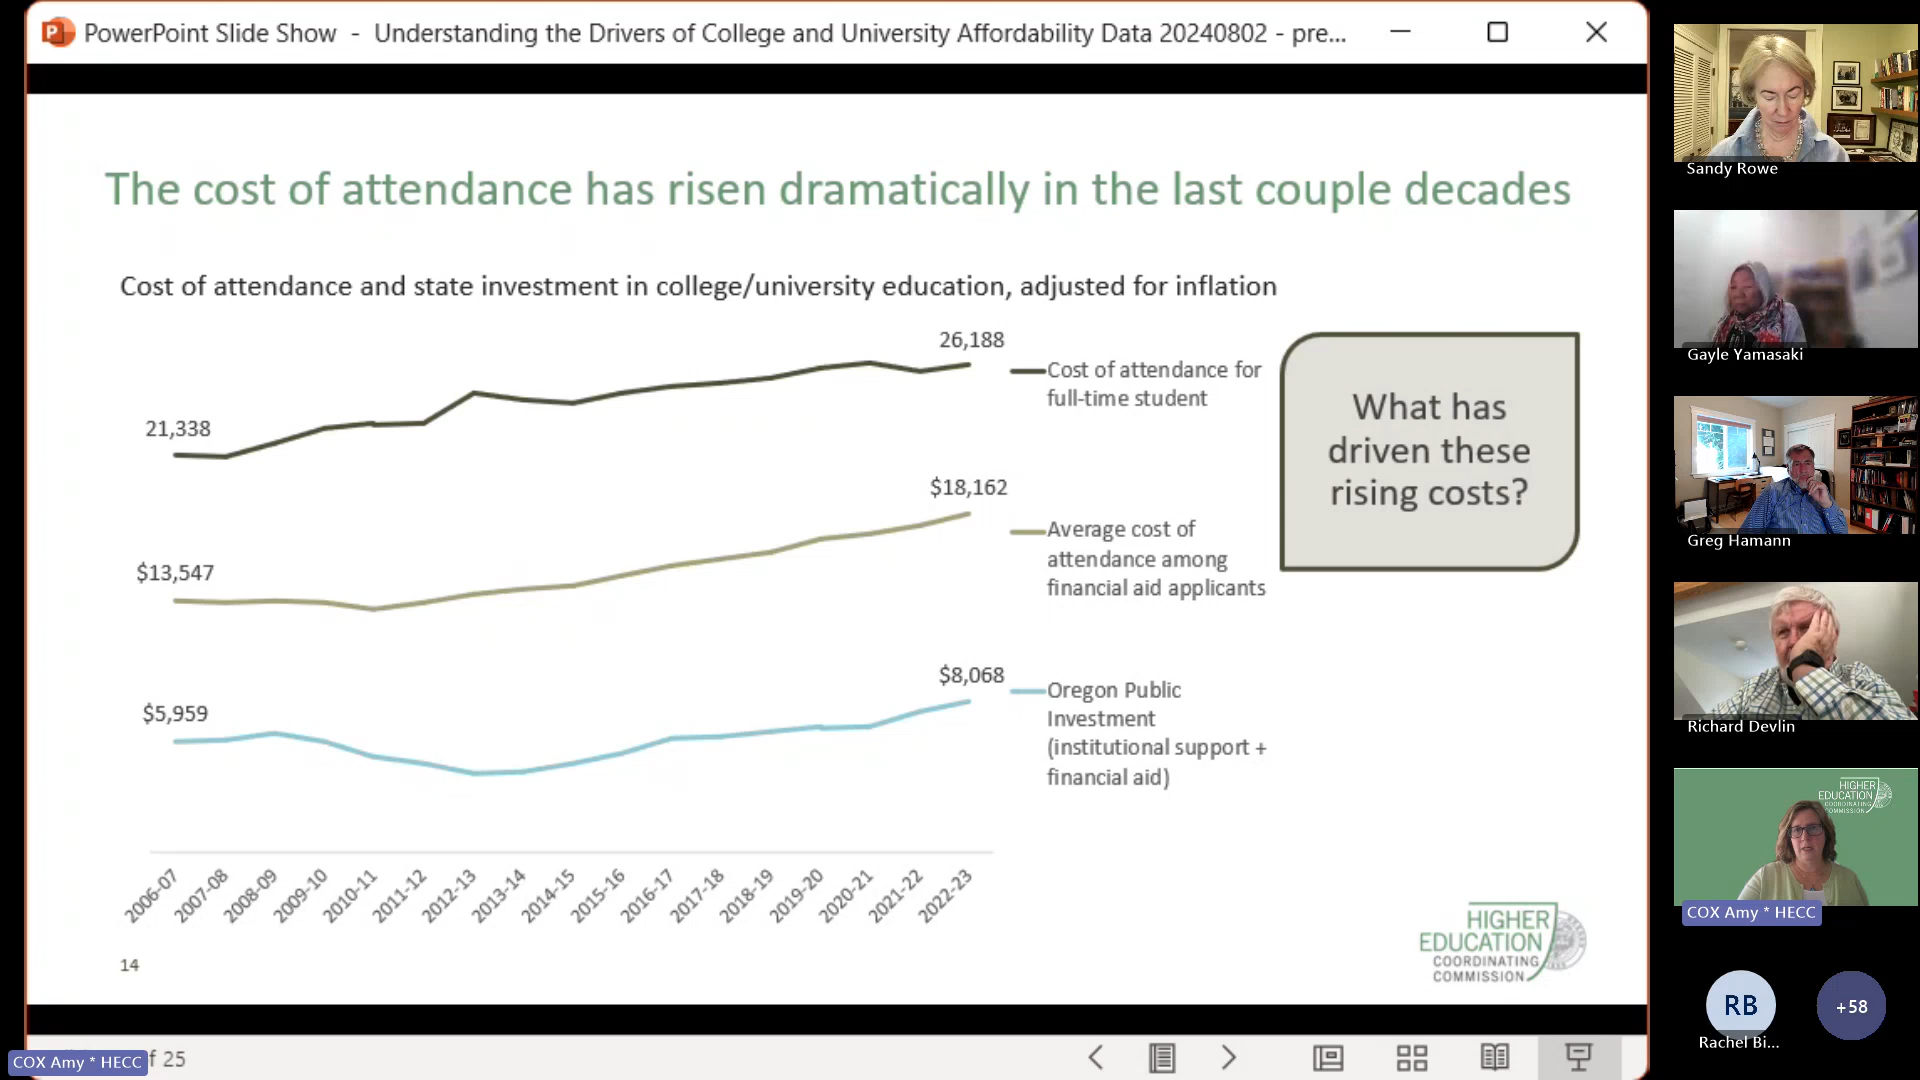 PowerPoint Slide Show - Understanding the Drivers of College and University Affordability Data 20240802 - pre...
The cost of attendance has risen dramatically in the last couple decades
Cost of attendance and state investment in college/university education, adjusted for inflation
26,188
21,338
Cost of attendance for
full-time student
$18,162
$13,547
Average cost of
attendance among
financial aid applicants
$8,068
$5,959
Oregon Public
Investment
(institutional support +
financial aid)
What has
driven these
rising costs?
2006-07
2007-08
2008-09
2009-10
2010-11
2011-12
2012-13
2013-14
2014-15
2015-16
2016-17
2017-18
2018-19
2019-20
2020-21
2021-22
2022-23
14
HIGHER
EDUCATION
COORDINATING
COMMISSION
COX Amy * HECC
f 25
Sandy Rowe
Gayle Yamasaki
Greg Hamann
Richard Devlin
HIGHER
EDUCATION
COORDINATING
COMMISSION
COX Amy * HECC
RB
Rachel Bi...
+58